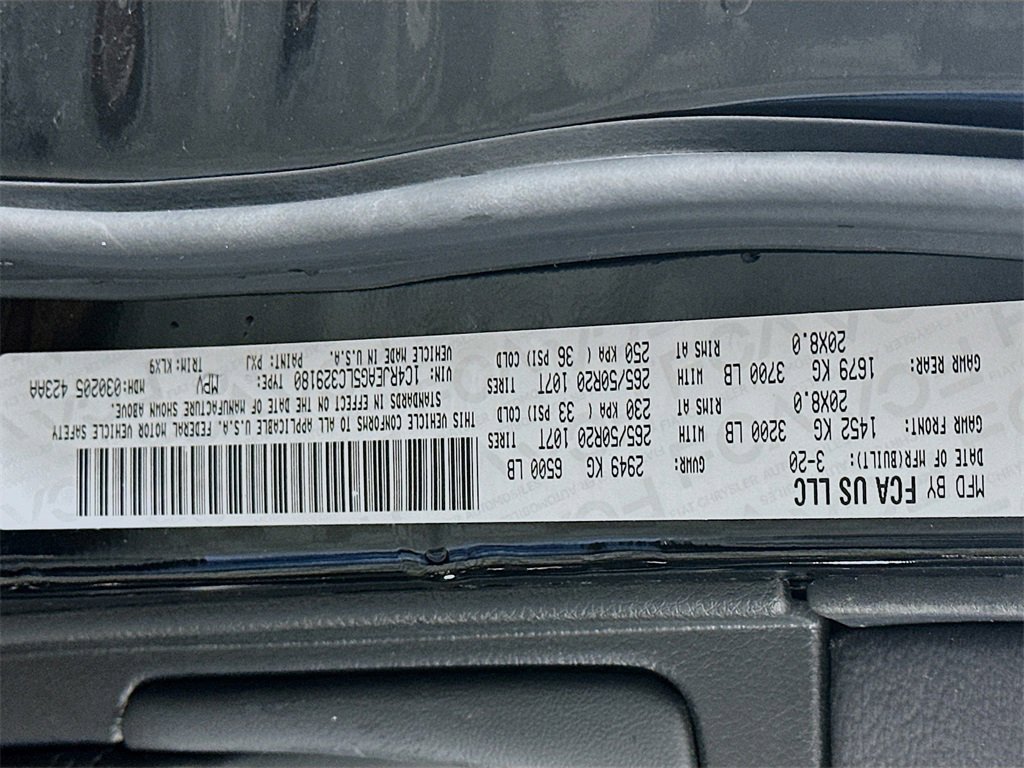 MFD BY FCA US LLC
DATE OF MFR(BUILT): 3-20 GVWR: 2949 KG 6500 LB
GAWR FRONT: 1452 KG 3200 LB WITH 265/50R20 107T TIRES
20X8.0 RIMS AT 230 KPA ( 33 PSI) COLD
GAWR REAR: 1679 KG 3700 LB WITH 265/50R20 107T TIRES
20X8.0 RIMS AT 250 KPA ( 36 PSI) COLD
THIS VEHICLE CONFORMS TO ALL APPLICABLE U.S.A. FEDERAL MOTOR VEHICLE SAFETY
STANDARDS IN EFFECT ON THE DATE OF MANUFACTURE SHOWN ABOVE.
VIN: 1C4RJEAG5LC329180 TYPE: MPV MDH:030205 423AA
VEHICLE MADE IN U.S.A. PAINT: PXJ TRIM:XLX9